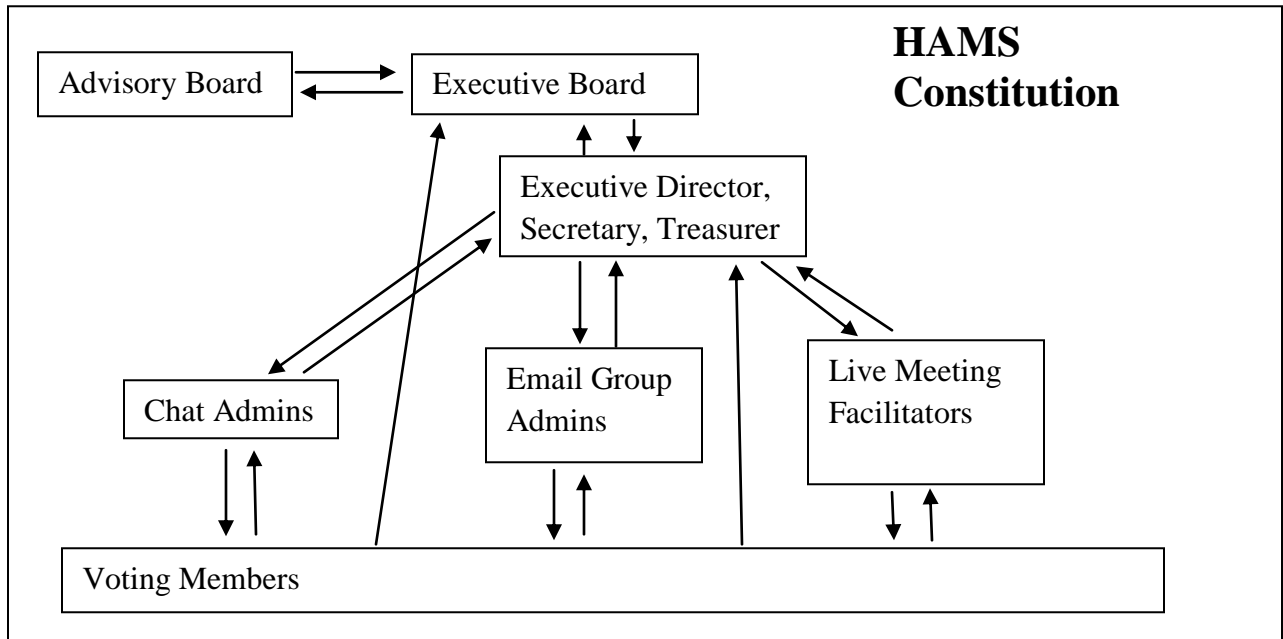 HAMS
Constitution
Advisory Board
Executive Board
Executive Director,
Secretary, Treasurer
Chat Admins
Email Group
Admins
Live Meeting
Facilitators
Voting Members